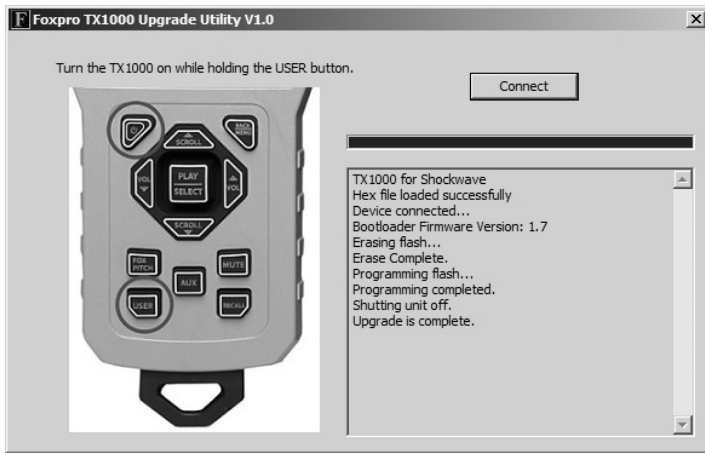 Foxpro TX1000 Upgrade Utility V1.0
Turn the TX1000 on while holding the USER button.
Connect
BACK
MENU
SCROLL
VOL
PLAY
SELECT
VOL
SCROLL
FOX
PITCH
MUTE
AUX
USER
RECALL
TX1000 for Shockwave
Hex file loaded successfully
Device connected...
Bootloader Firmware Version: 1.7
Erasing flash...
Erase Complete.
Programming flash...
Programming completed.
Shutting unit off.
Upgrade is complete.